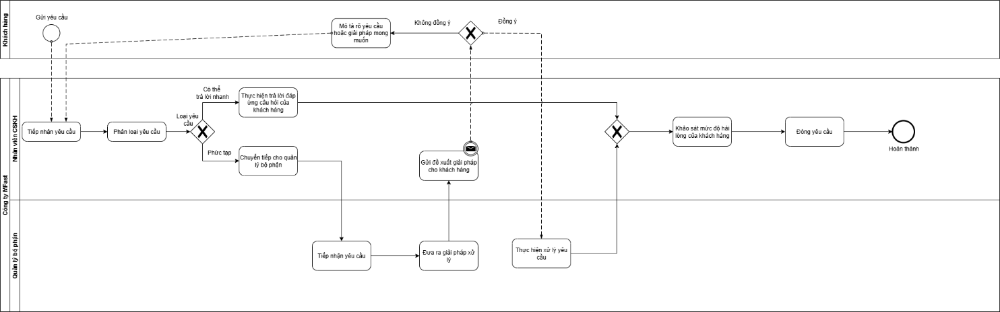 Khách hàng
Gửi yêu cầu
Mô tả rõ yêu cầu
hoặc giải pháp mong
muốn
Không đồng ý
Đồng ý
Công ty MFast
Nhân viên CSKH
Tiếp nhận yêu cầu
Phân loại yêu cầu
Loại yêu
cầu
Có thể
trả lời nhanh
Thực hiện trả lời đáp
ứng câu hỏi của
khách hàng
Phức tạp
Chuyển tiếp cho quản
lý bộ phận
Gửi đề xuất giải pháp
cho khách hàng
Khảo sát mức độ hài
lòng của khách hàng
Đóng yêu cầu
Hoàn thành
Quản lý bộ phận
Tiếp nhận yêu cầu
Đưa ra giải pháp xử
lý
Thực hiện xử lý yêu
cầu